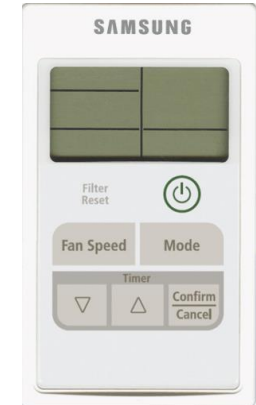 SAMSUNG
Filter
Reset
Fan Speed
Mode
Timer
Confirm
Cancel